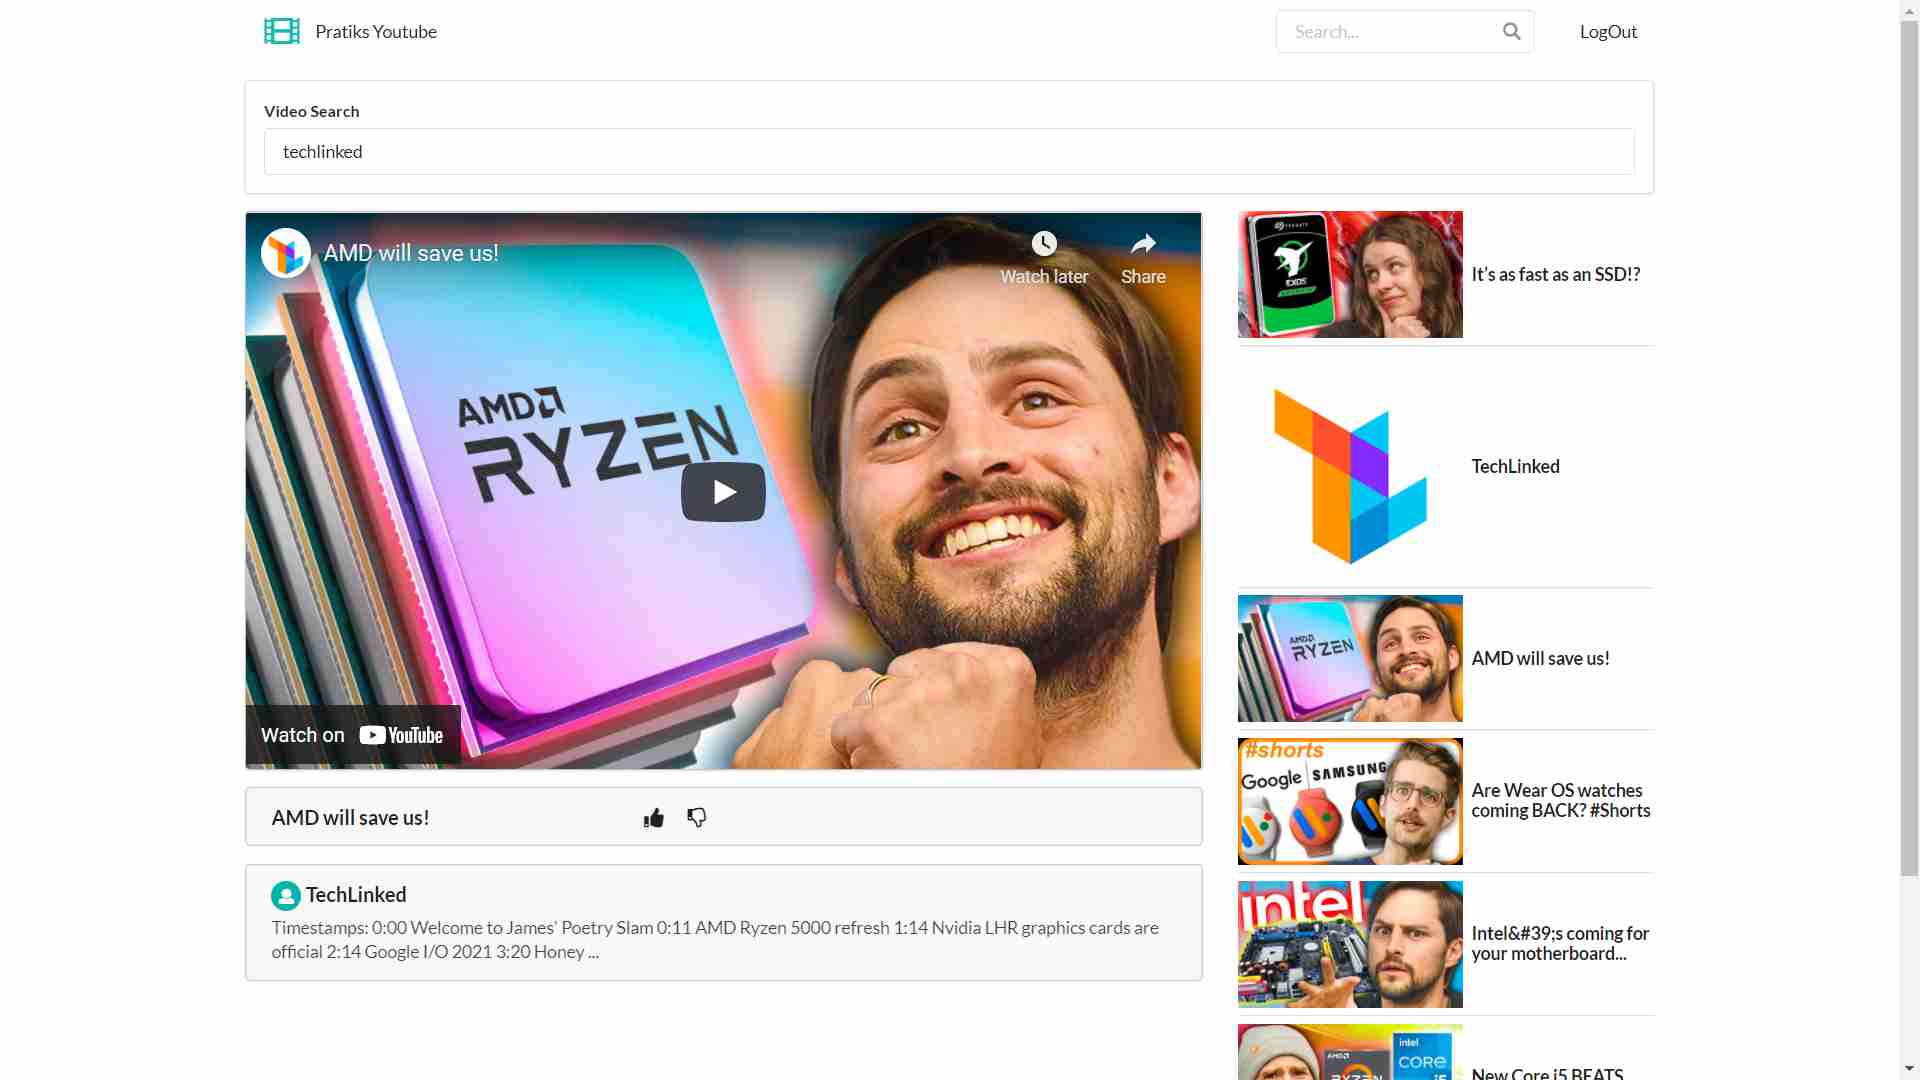 Pratiks Youtube
Search...
LogOut
Video Search
techlinked
AMD will save us!
Watch later
Share
AMD
RYZEN
Watch on YouTube
AMD will save us!
TechLinked
Timestamps: 0:00 Welcome to James' Poetry Slam 0:11 AMD Ryzen 5000 refresh 1:14 Nvidia LHR graphics cards are
official 2:14 Google I/O 2021 3:20 Honey ...
SEAGATE
EXOS
It's as fast as an SSD!?
TechLinked
AMD
RYZEN
AMD will save us!
#shorts
Google SAMSUNG
Are Wear OS watches
coming BACK? #Shorts
intel
Intel&#39;s coming for
your motherboard...
AMD
RYZEN
intel
CORE
i5
New Core i5 BEATS